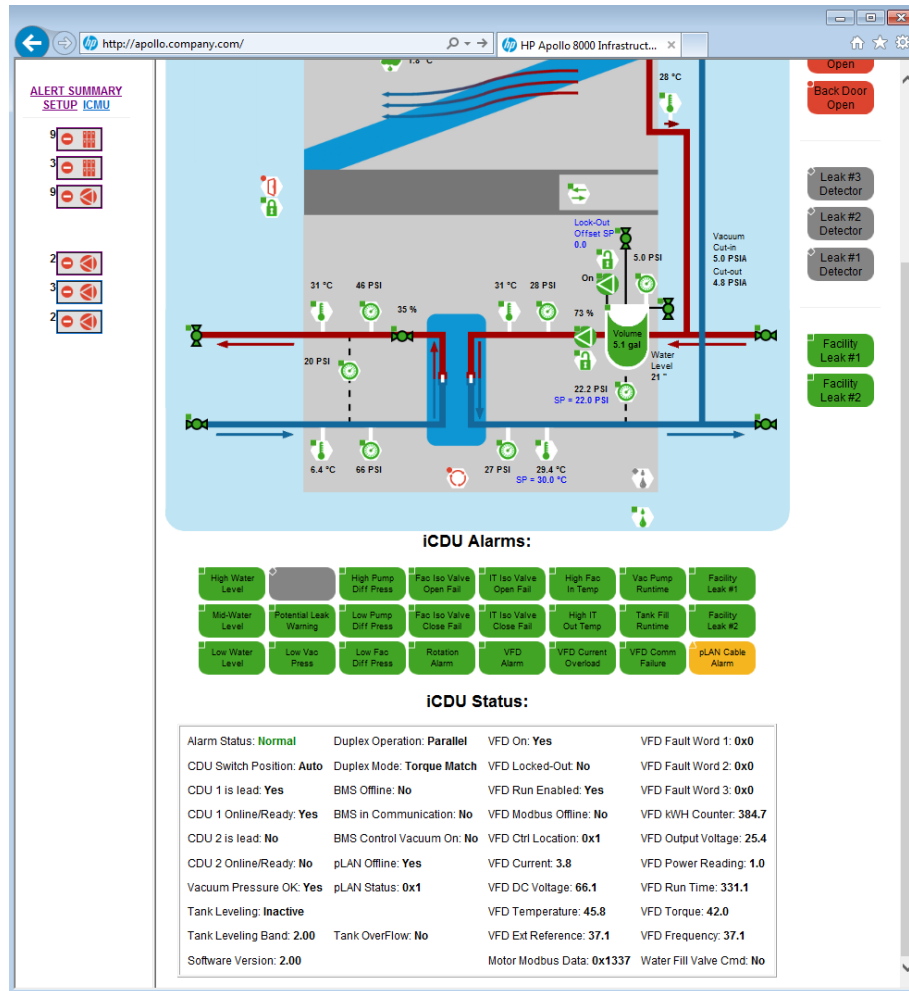 http://apollo.company.com/
HP Apollo 8000 Infrastruct...
ALERT SUMMARY
SETUP ICMU
9
3
9
2
3
2
1.8 °C
28 °C
Open
Back Door
Open
Leak #3
Detector
Leak #2
Detector
Leak #1
Detector
Facility
Leak #1
Facility
Leak #2
Lock-Out
Offset SP
0.0
5.0 PSI
On
Vacuum
Cut-in
5.0 PSIA
Cut-out
4.8 PSIA
31 °C
46 PSI
35 %
31 °C
28 PSI
73 %
Volume
5.1 gal
Water
Level
21 "
20 PSI
22.2 PSI
SP = 22.0 PSI
6.4 °C
66 PSI
27 PSI
29.4 °C
SP = 30.0 °C
iCDU Alarms:
High Water
Level
High Pump
Diff Press
Fac Iso Valve
Open Fail
IT Iso Valve
Open Fail
High Fac
In Temp
Vac Pump
Runtime
Facility
Leak #1
Mid-Water
Level
Potential Leak
Warning
Low Pump
Diff Press
Fac Iso Valve
Close Fail
IT Iso Valve
Close Fail
High IT
Out Temp
Tank Fill
Runtime
Facility
Leak #2
Low Water
Level
Low Vac
Press
Low Fac
Diff Press
Rotation
Alarm
VFD
Alarm
VFD Current
Overload
VFD Comm
Failure
pLAN Cable
Alarm
iCDU Status:
Alarm Status: Normal Duplex Operation: Parallel VFD On: Yes VFD Fault Word 1: 0x0
CDU Switch Position: Auto Duplex Mode: Torque Match VFD Locked-Out: No VFD Fault Word 2: 0x0
CDU 1 is lead: Yes BMS Offline: No VFD Run Enabled: Yes VFD Fault Word 3: 0x0
CDU 1 Online/Ready: Yes BMS in Communication: No VFD Modbus Offline: No VFD kWH Counter: 384.7
CDU 2 is lead: No BMS Control Vacuum On: No VFD Ctrl Location: 0x1 VFD Output Voltage: 25.4
CDU 2 Online/Ready: No pLAN Offline: Yes VFD Current: 3.8 VFD Power Reading: 1.0
Vacuum Pressure OK: Yes pLAN Status: 0x1 VFD DC Voltage: 66.1 VFD Run Time: 331.1
Tank Leveling: Inactive VFD Temperature: 45.8 VFD Torque: 42.0
Tank Leveling Band: 2.00 Tank OverFlow: No VFD Ext Reference: 37.1 VFD Frequency: 37.1
Software Version: 2.00 Motor Modbus Data: 0x1337 Water Fill Valve Cmd: No